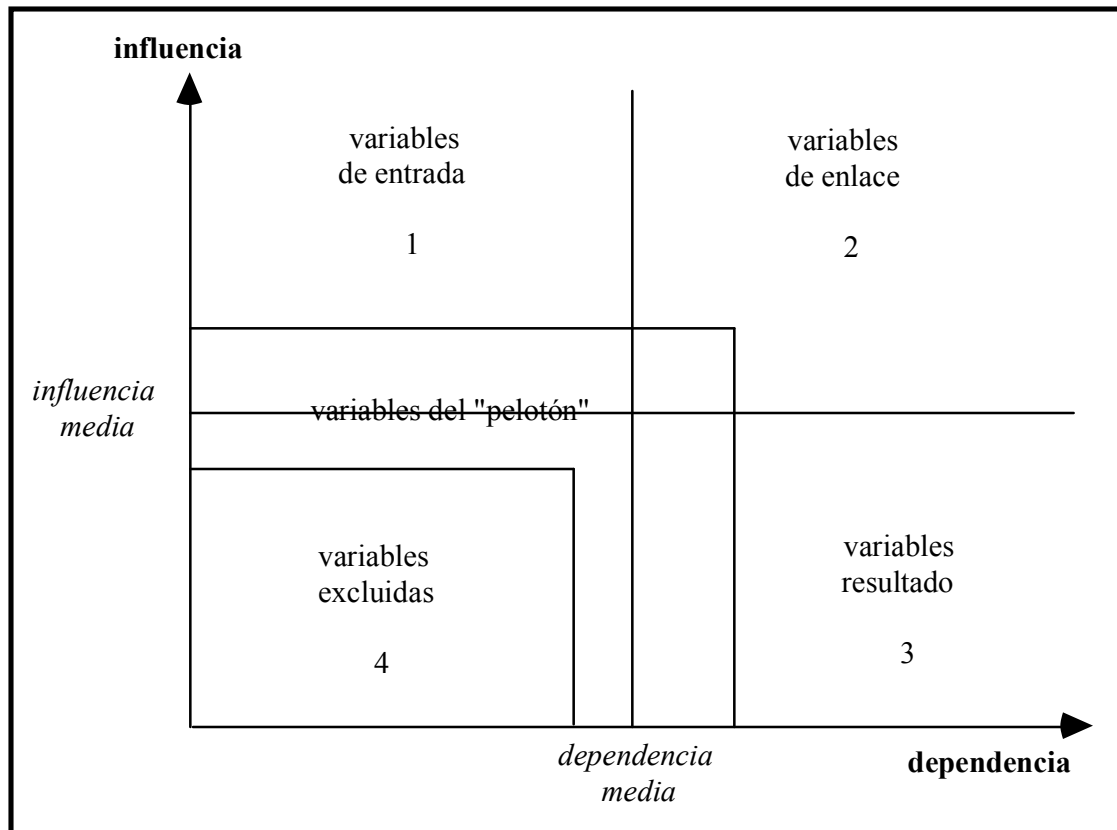 influencia
variables
de entrada
1
variables
de enlace
2
influencia
media
variables del "pelotón"
variables
excluidas
4
variables
resultado
3
dependencia
media
dependencia